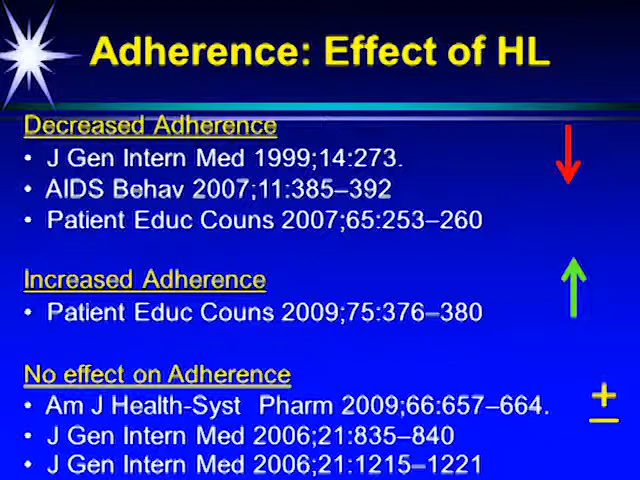 Adherence: Effect of HL
Decreased Adherence
• J Gen Intern Med 1999;14:273.
• AIDS Behav 2007;11:385–392
• Patient Educ Couns 2007;65:253–260
Increased Adherence
• Patient Educ Couns 2009;75:376–380
No effect on Adherence
• Am J Health-Syst Pharm 2009;66:657–664.
• J Gen Intern Med 2006;21:835–840
• J Gen Intern Med 2006;21:1215–1221
±